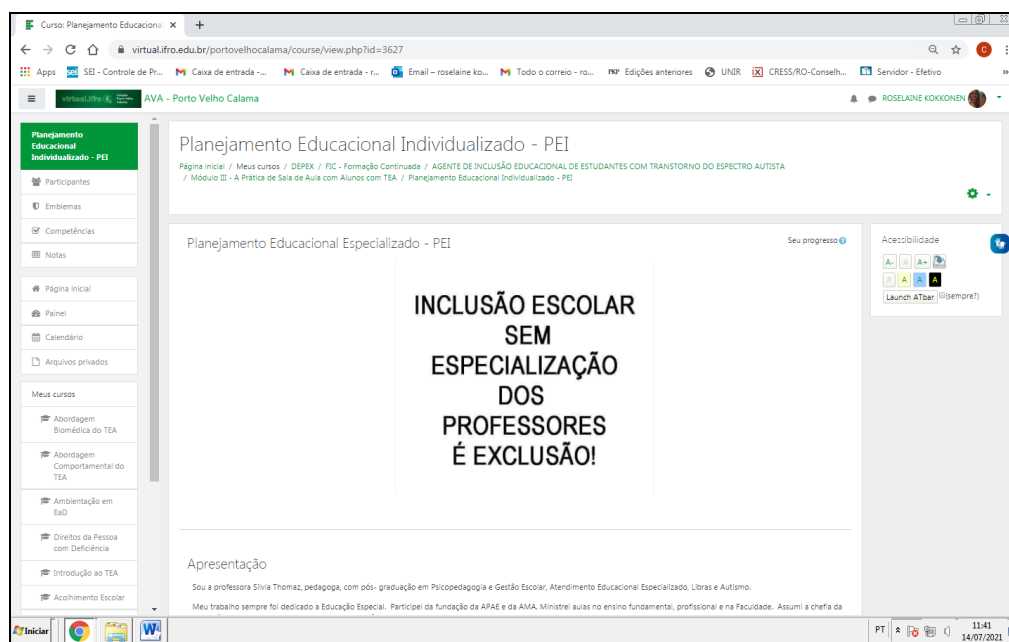 Curso: Planejamento Educaciona
virtual.ifro.edu.br/portovelhocalama/course/view.php?id=3627
Apps
SEI - Controle de Pr...
Caixa de entrada -...
Caixa de entrada - r...
Email – roselaine ko...
Todo o correio - ro...
PKP Edições anteriores
UNIR
CRESS/RO-Conselh...
Servidor - Efetivo
»
virtual.ifro
AVA - Porto Velho Calama
ROSELAINE KOKKONEN
Planejamento
Educacional
Individualizado - PEI
Participantes
Emblemas
Competências
Notas
Página inicial
Painel
Calendário
Arquivos privados
Meus cursos
Abordagem
Biomédica do TEA
Abordagem
Comportamental do
TEA
Ambientação em
EaD
Direitos da Pessoa
com Deficiência
Introdução ao TEA
Acolhimento Escolar
Planejamento Educacional Individualizado - PEI
Página inicial / Meus cursos / DEPEX / FIC - Formação Continuada / AGENTE DE INCLUSÃO EDUCACIONAL DE ESTUDANTES COM TRANSTORNO DO ESPECTRO AUTISTA
/ Módulo III - A Prática de Sala de Aula com Alunos com TEA / Planejamento Educacional Individualizado - PEI
Planejamento Educacional Especializado - PEI
Seu progresso
INCLUSÃO ESCOLAR
SEM
ESPECIALIZAÇÃO
DOS
PROFESSORES
É EXCLUSÃO!
Apresentação
Sou a professora Silvia Thomaz, pedagoga, com pós- graduação em Psicopedagogia e Gestão Escolar, Atendimento Educacional Especializado, Libras e Autismo.
Meu trabalho sempre foi dedicado a Educação Especial. Participei da fundação da APAE e da AMA. Ministrei aulas no ensino fundamental, profissional e na Faculdade. Assumi a chefia da
Acessibilidade
A- A A+
R A A A
Launch ATbar (sempre?)
Iniciar
PT
11:41
14/07/2021